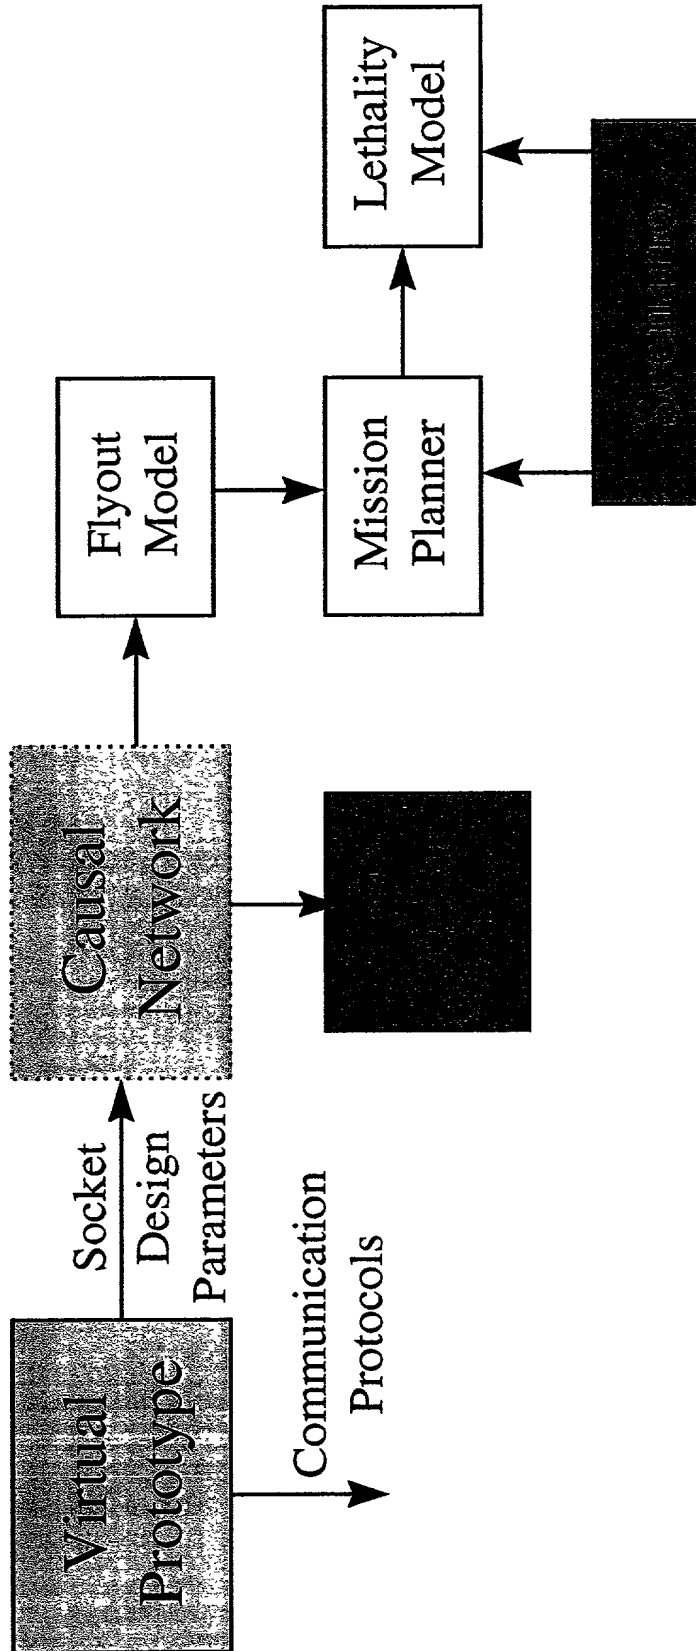 Virtual
Prototype
Socket
Design
Parameters
Communication
Protocols
Causal
Network
Flyout
Model
Mission
Planner
Lethality
Model